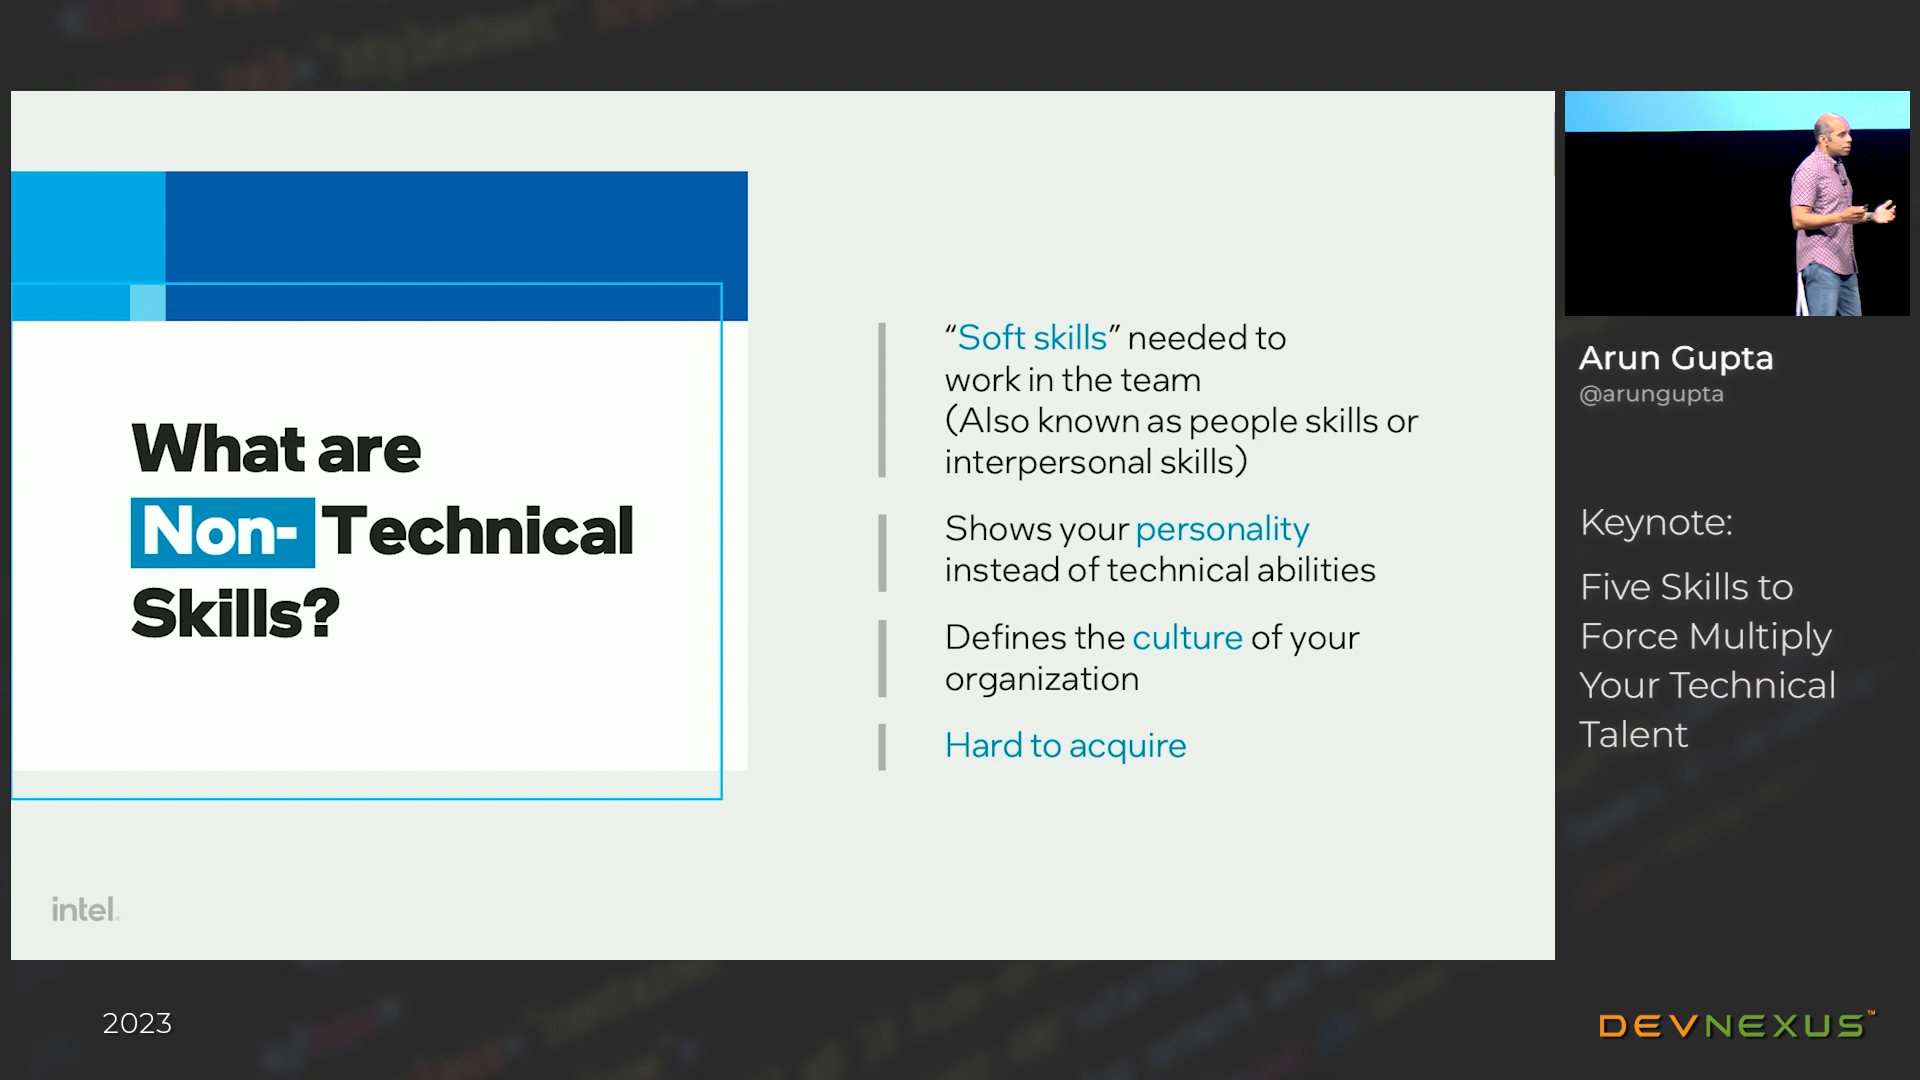 What are
Non- Technical
Skills?
“Soft skills” needed to
work in the team
(Also known as people skills or
interpersonal skills)
Shows your personality
instead of technical abilities
Defines the culture of your
organization
Hard to acquire
intel.
Arun Gupta
@arungupta
Keynote:
Five Skills to
Force Multiply
Your Technical
Talent
2023
DEVNEXUS™